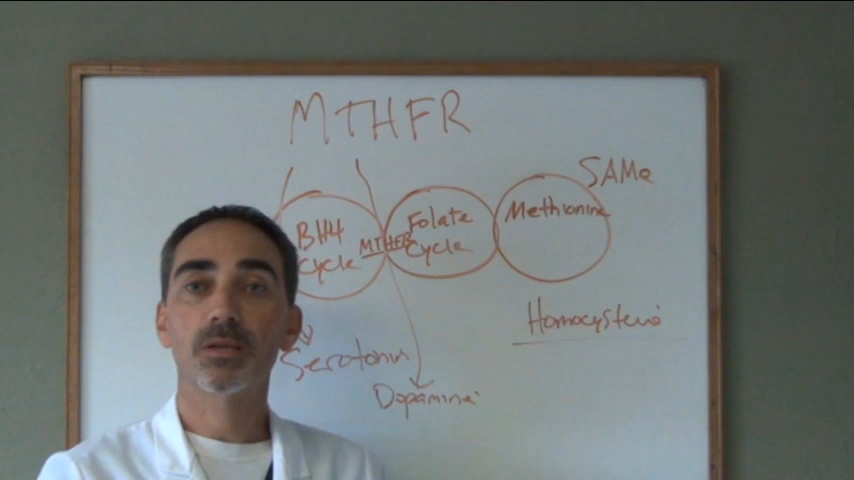 MTHFR
SAMe
BH4
Cycle
MTHFR
Folate
Cycle
Methionine
Homocysteine
Serotonin
Dopamine